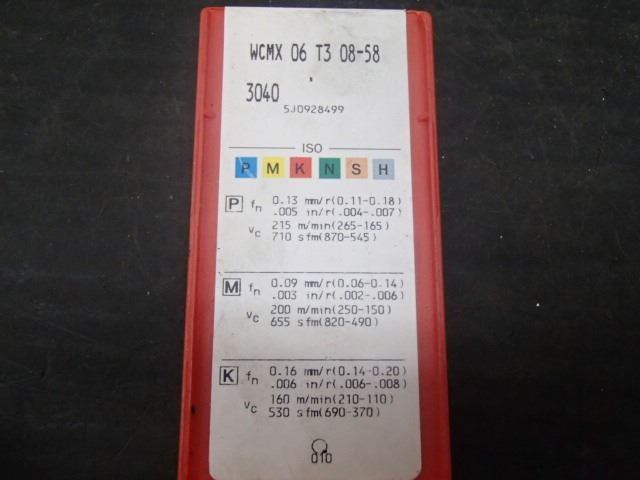 WCMX 06 T3 08-58
3040
5J0928499
ISO
P M K N S H
P fn 0.13 mm/r(0.11-0.18)
.005 in/r(.004-.007)
vc 215 m/min(265-165)
710 sfm(870-545)
M fn 0.09 mm/r(0.06-0.14)
.003 in/r(.002-.006)
vc 200 m/min(250-150)
655 sfm(820-490)
K fn 0.16 mm/r(0.14-0.20)
.006 in/r(.006-.008)
vc 160 m/min(210-110)
530 sfm(690-370)
010